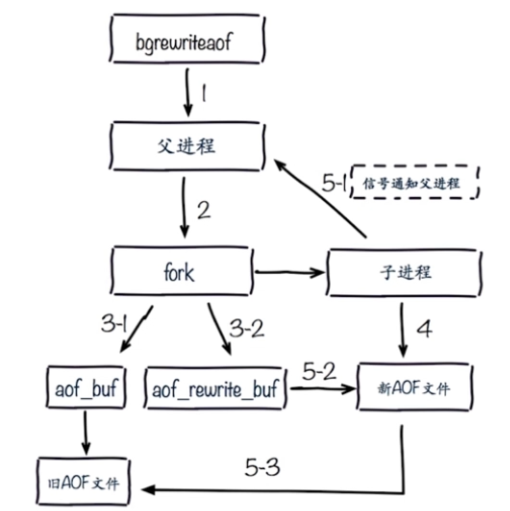 bgrewriteaof
1
父进程
5-1
信号通知父进程
2
fork
子进程
3-1
3-2
4
aof_buf
aof_rewrite_buf
5-2
新AOF文件
5-3
旧AOF文件